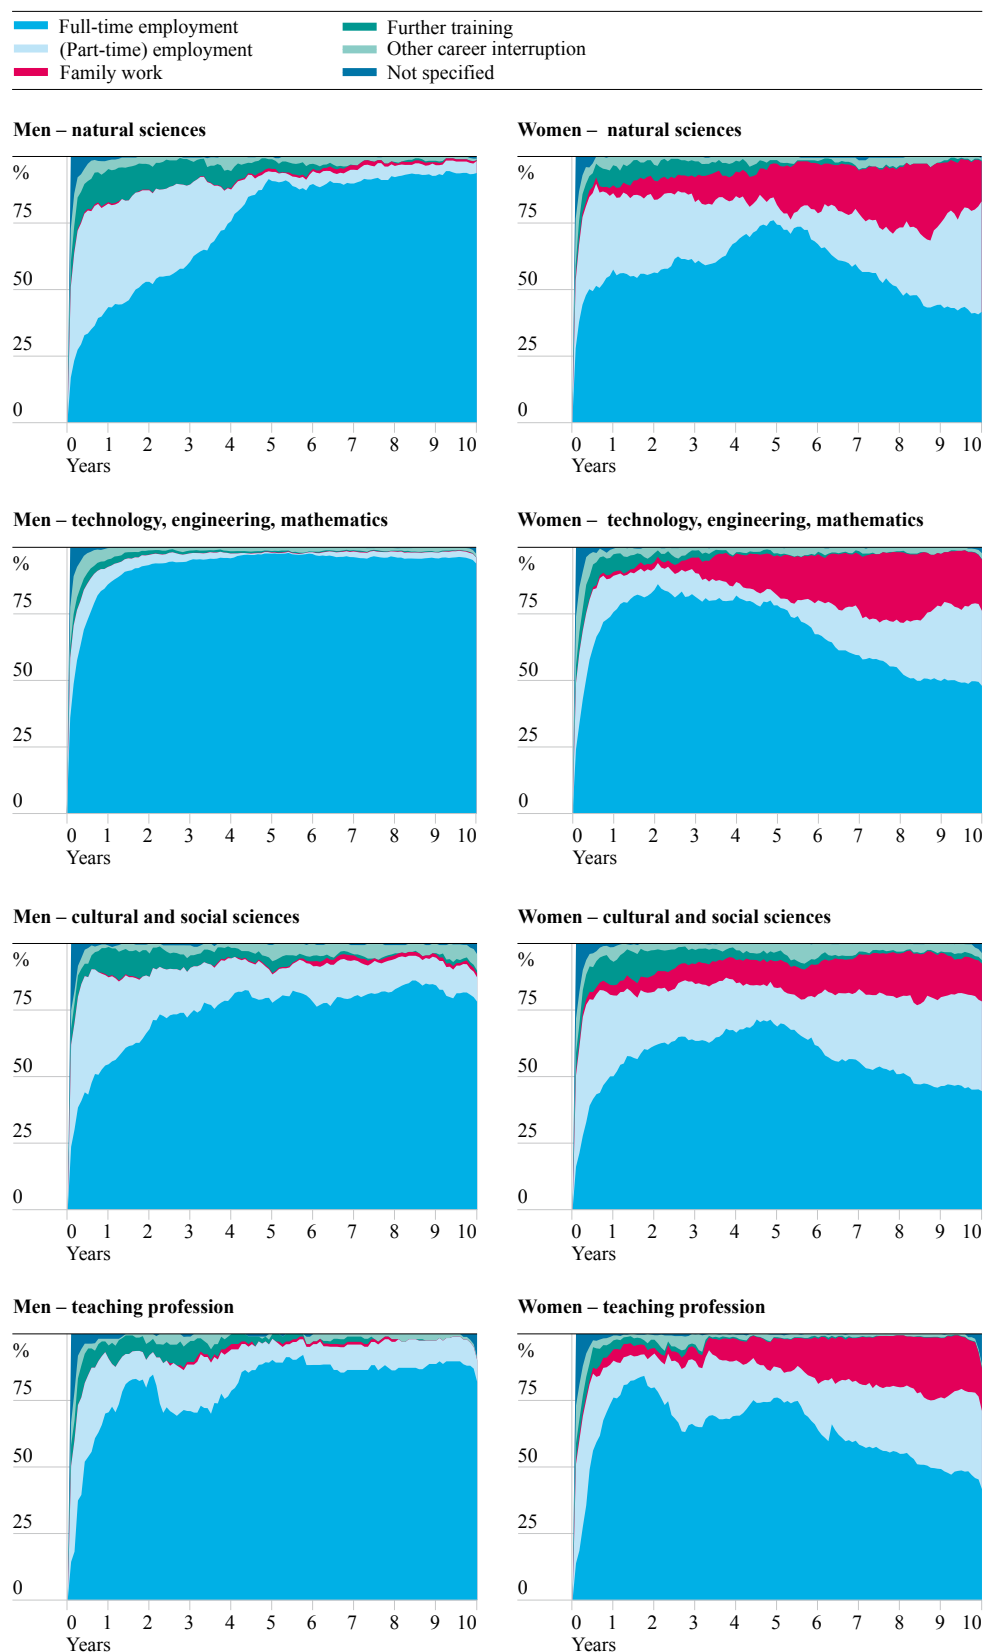 Full-time employment
(Part-time) employment
Family work
Further training
Other career interruption
Not specified
Men – natural sciences
%
75
50
25
0
0 1 2 3 4 5 6 7 8 9 10
Years
Women – natural sciences
%
75
50
25
0
0 1 2 3 4 5 6 7 8 9 10
Years
Men – technology, engineering, mathematics
%
75
50
25
0
0 1 2 3 4 5 6 7 8 9 10
Years
Women – technology, engineering, mathematics
%
75
50
25
0
0 1 2 3 4 5 6 7 8 9 10
Years
Men – cultural and social sciences
%
75
50
25
0
0 1 2 3 4 5 6 7 8 9 10
Years
Women – cultural and social sciences
%
75
50
25
0
0 1 2 3 4 5 6 7 8 9 10
Years
Men – teaching profession
%
75
50
25
0
0 1 2 3 4 5 6 7 8 9 10
Years
Women – teaching profession
%
75
50
25
0
0 1 2 3 4 5 6 7 8 9 10
Years